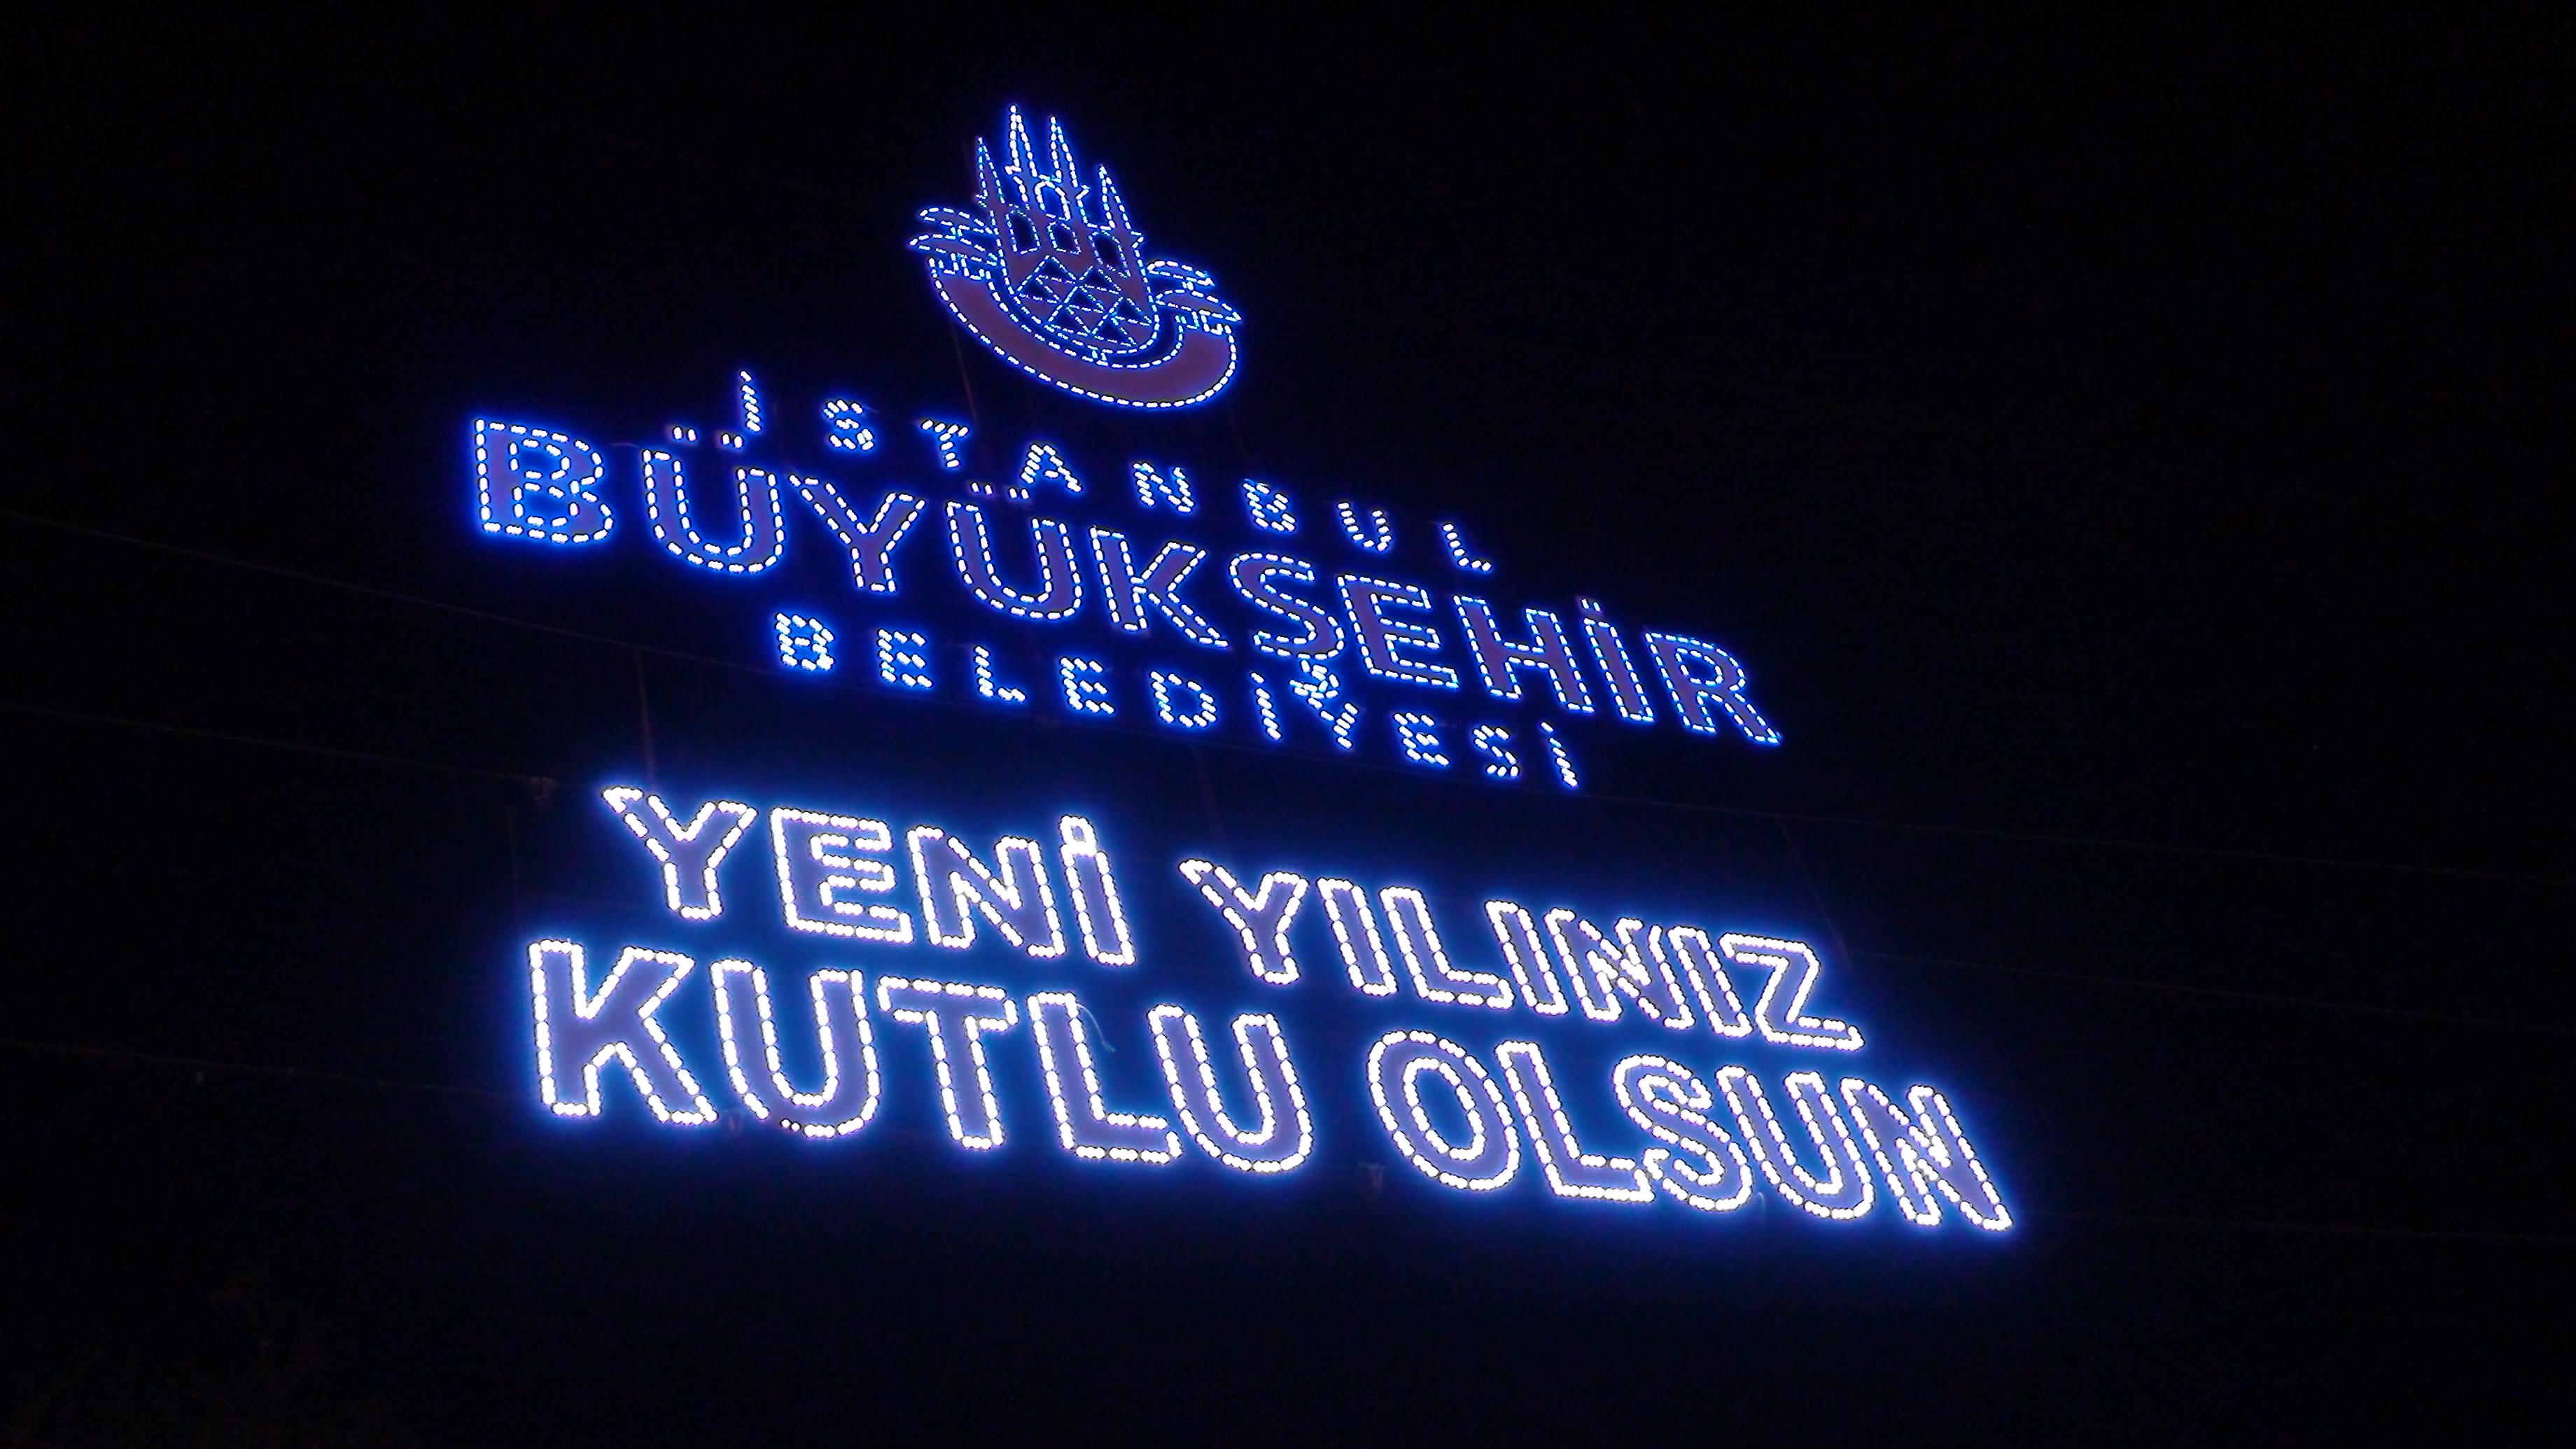 İSTANBUL
BÜYÜKŞEHİR
BELEDİYESİ
YENİ YILINIZ
KUTLU OLSUN